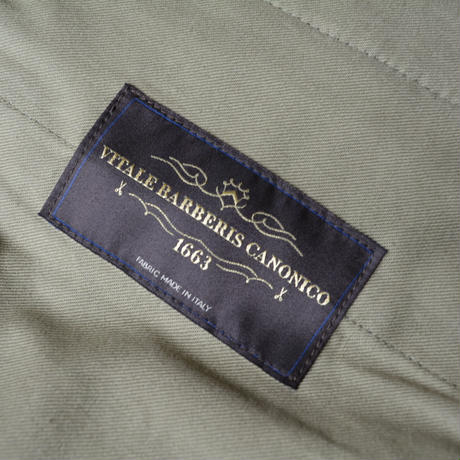 VITALE BARBERIS CANONICO
1663
FABRIC MADE IN ITALY